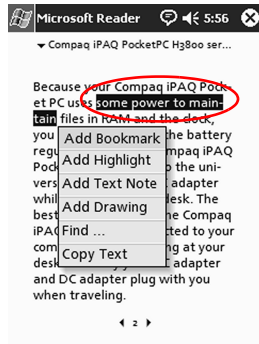 Microsoft Reader 5:56
Compaq iPAQ PocketPC H3800 ser...
Because your Compaq iPAQ Pock-
et PC uses some power to main-
tain files in RAM and the clock,
you the battery
regu Compaq iPAQ
Pock to the uni-
vers adapter
while desk. The
best the Compaq
iPAQ cted to your
com ng at your
desk adapter
and DC adapter plug with you
when traveling.
Add Bookmark
Add Highlight
Add Text Note
Add Drawing
Find ...
Copy Text
2